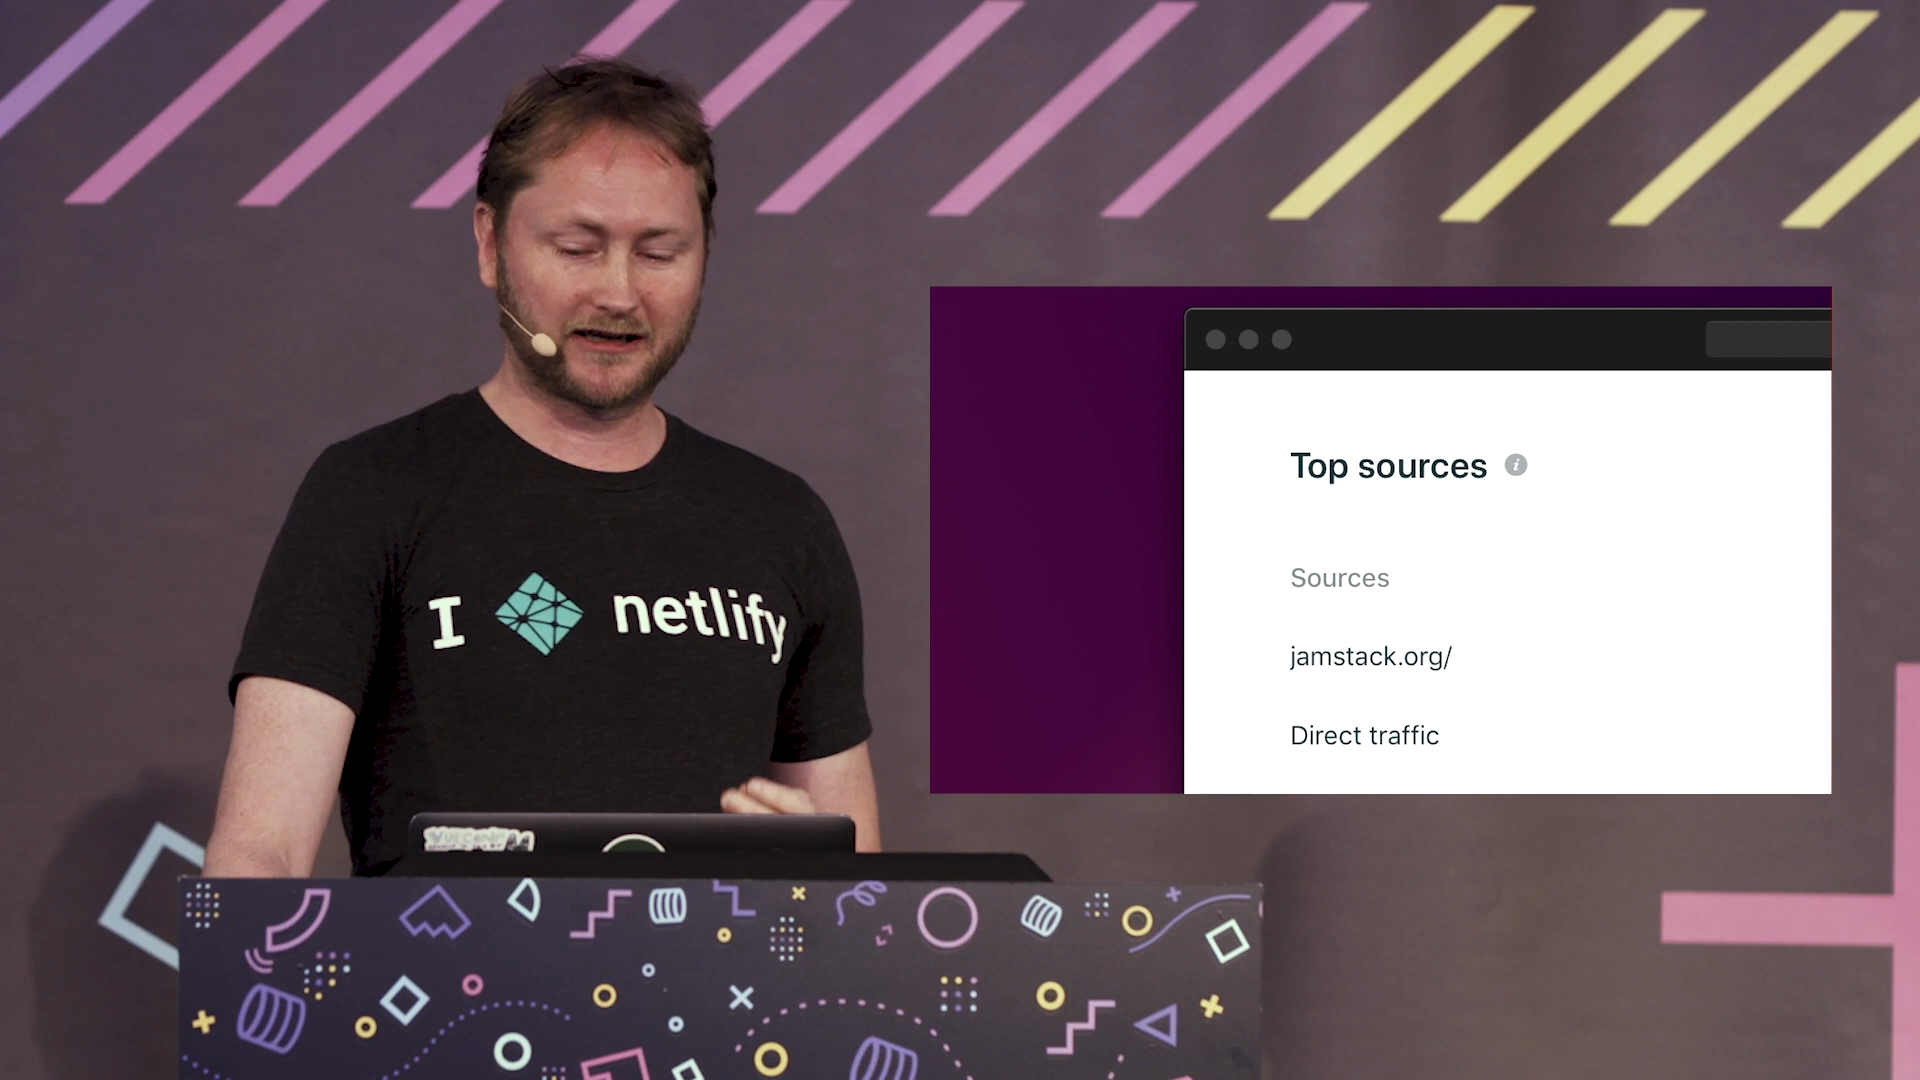 I netlify
Top sources
Sources
jamstack.org/
Direct traffic